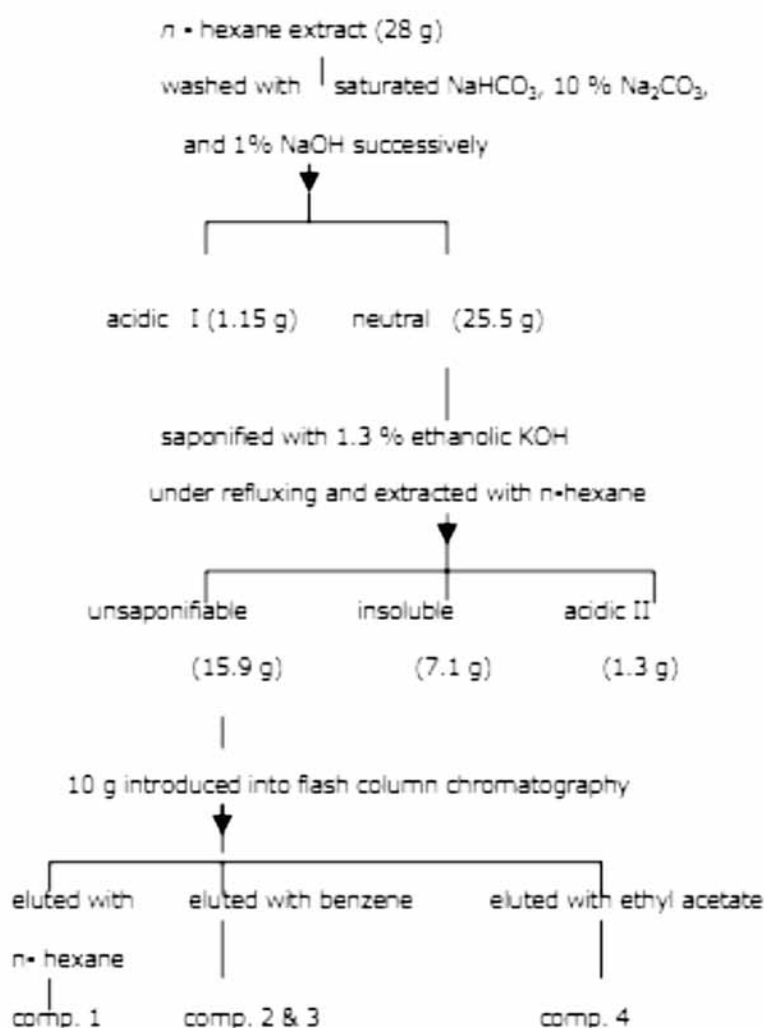 n - hexane extract (28 g)
washed with saturated NaHCO₃, 10 % Na₂CO₃,
and 1% NaOH successively
acidic I (1.15 g) neutral (25.5 g)
saponified with 1.3 % ethanolic KOH
under refluxing and extracted with n-hexane
unsaponifiable insoluble acidic II
(15.9 g) (7.1 g) (1.3 g)
10 g introduced into flash column chromatography
eluted with eluted with benzene eluted with ethyl acetate
n- hexane
comp. 1 comp. 2 & 3 comp. 4